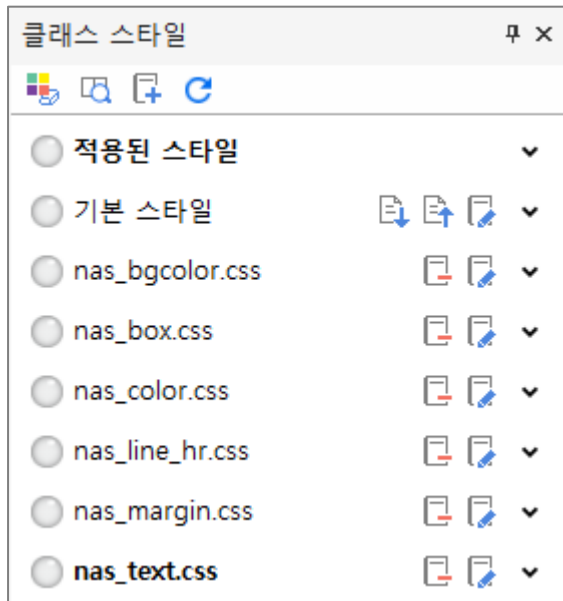 클래스 스타일
적용된 스타일
기본 스타일
nas_bgcolor.css
nas_box.css
nas_color.css
nas_line_hr.css
nas_margin.css
nas_text.css